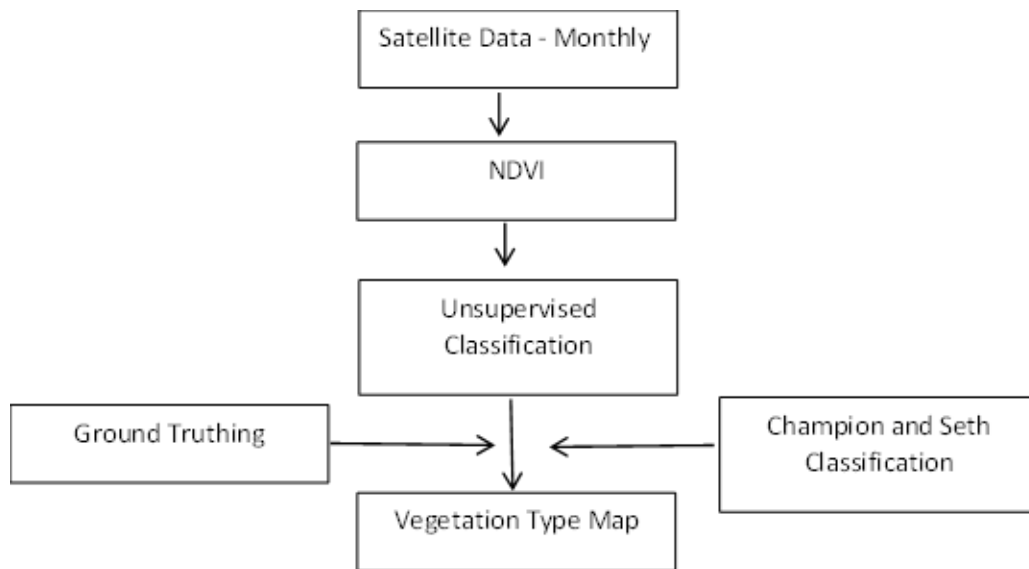 Satellite Data - Monthly
NDVI
Unsupervised
Classification
Ground Truthing
Champion and Seth
Classification
Vegetation Type Map